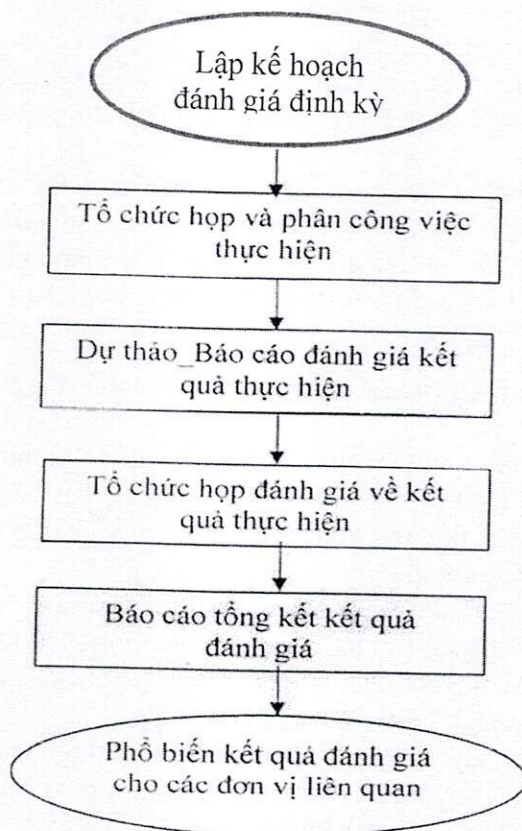 Lập kế hoạch
đánh giá định kỳ
Tổ chức họp và phân công việc
thực hiện
Dự thảo_Báo cáo đánh giá kết
quả thực hiện
Tổ chức họp đánh giá về kết
quả thực hiện
Báo cáo tổng kết kết quả
đánh giá
Phổ biến kết quả đánh giá
cho các đơn vị liên quan